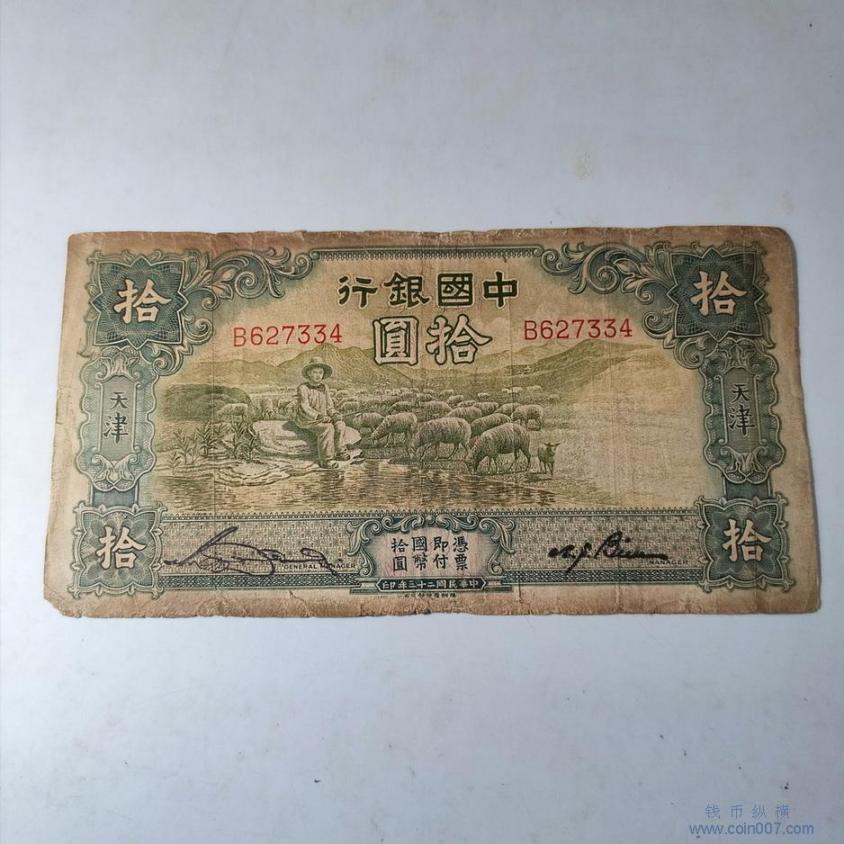 中國銀行
拾 拾
B627334 拾圓 B627334
天津 天津
憑票
即付
國幣
拾圓
拾 拾
GENERAL MANAGER MANAGER
中華民國二十三年印
钱币纵横
www.coin007.com